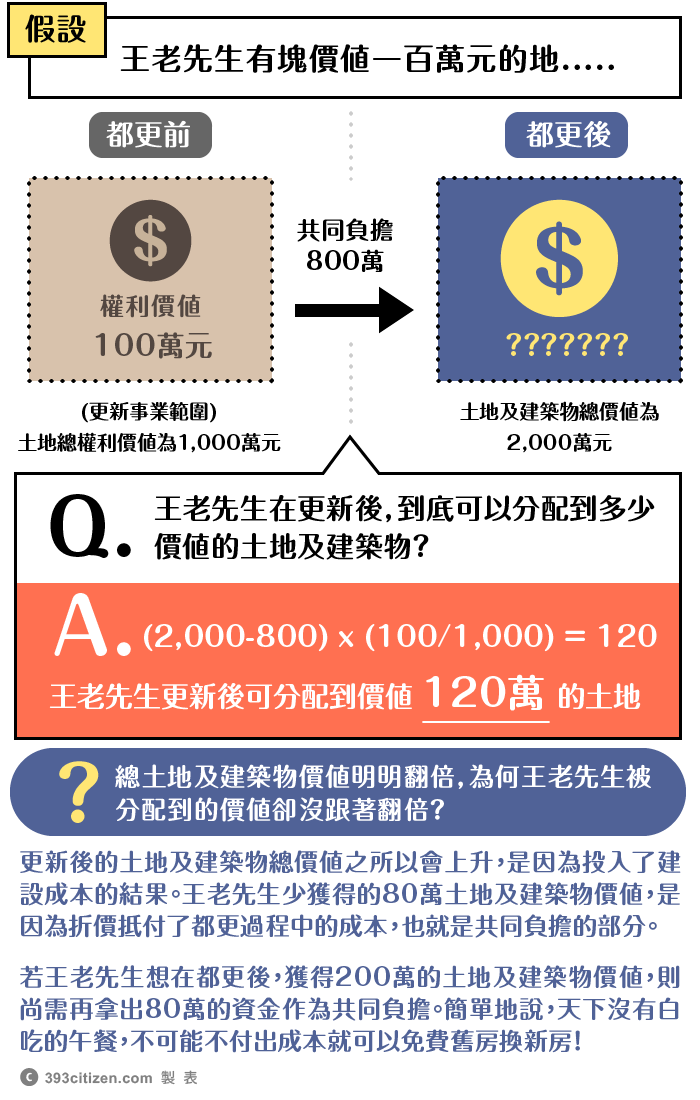 假設
王老先生有塊價值一百萬元的地.....
都更前
都更後
$
$
共同負擔
800萬
權利價值
100萬元
???????
(更新事業範圍)
土地總權利價值為1,000萬元
土地及建築物總價值為
2,000萬元
Q.
王老先生在更新後,到底可以分配到多少
價值的土地及建築物?
A.
(2,000-800) x (100/1,000) = 120
王老先生更新後可分配到價值 120萬 的土地
?
總土地及建築物價值明明翻倍,為何王老先生被
分配到的價值卻沒跟著翻倍?
更新後的土地及建築物總價值之所以會上升,是因為投入了建
設成本的結果。王老先生少獲得的80萬土地及建築物價值,是
因為折價抵付了都更過程中的成本,也就是共同負擔的部分。
若王老先生想在都更後,獲得200萬的土地及建築物價值,則
尚需再拿出80萬的資金作為共同負擔。簡單地說,天下沒有白
吃的午餐,不可能不付出成本就可以免費舊房換新房!
C 393citizen.com 製 表